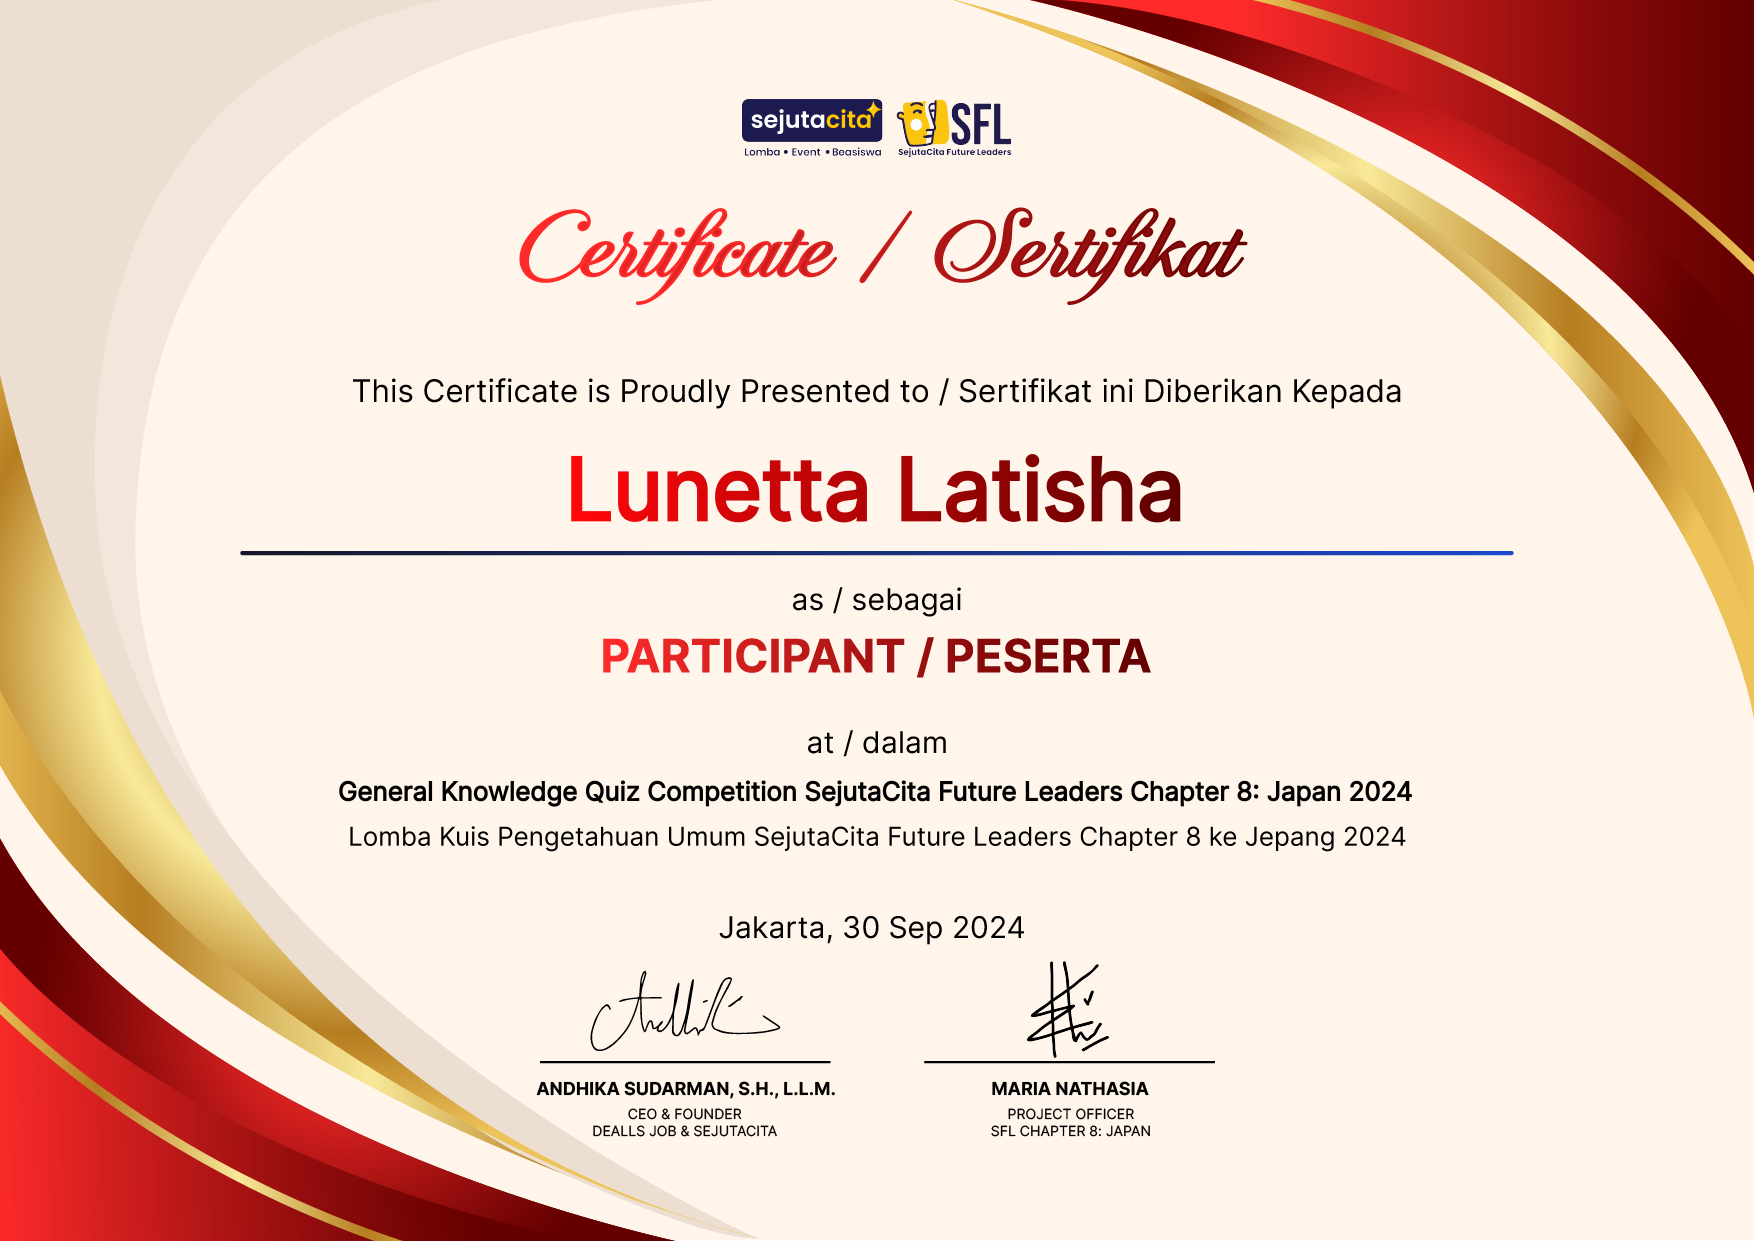 sejutacita
Lomba • Event • Beasiswa
SFL
SejutaCita Future Leaders
Certificate / Sertifikat
This Certificate is Proudly Presented to / Sertifikat ini Diberikan Kepada
Lunetta Latisha
as / sebagai
PARTICIPANT / PESERTA
at / dalam
General Knowledge Quiz Competition SejutaCita Future Leaders Chapter 8: Japan 2024
Lomba Kuis Pengetahuan Umum SejutaCita Future Leaders Chapter 8 ke Jepang 2024
Jakarta, 30 Sep 2024
ANDHIKA SUDARMAN, S.H., L.L.M.
CEO & FOUNDER
DEALLS JOB & SEJUTACITA
MARIA NATHASIA
PROJECT OFFICER
SFL CHAPTER 8: JAPAN